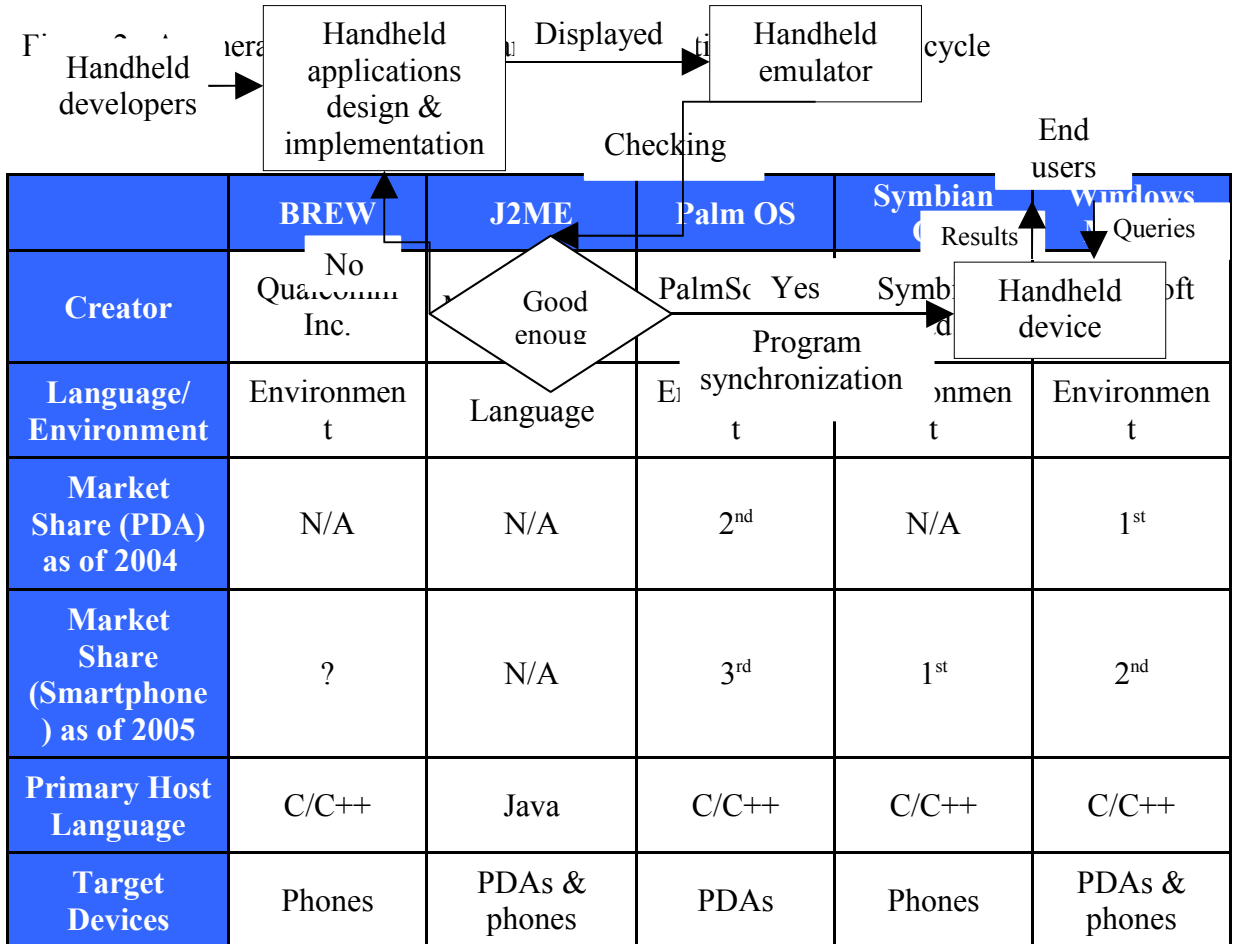 cycle
Handheld
developers
Handheld
applications
design &
implementation
Displayed
Handheld
emulator
Checking
End
users
BREW
J2ME
Palm OS
Symbian
Windows
Results
Queries
No
Yes
Good
Program
synchronization
Handheld
device
Creator
Qualcomm
Inc.
Language/
Environment
Environmen
t
Language
t
t
Environmen
t
Market
Share (PDA)
as of 2004
N/A
N/A
2nd
N/A
1st
Market
Share
(Smartphone
) as of 2005
?
N/A
3rd
1st
2nd
Primary Host
Language
C/C++
Java
C/C++
C/C++
C/C++
Target
Devices
Phones
PDAs &
phones
PDAs
Phones
PDAs &
phones